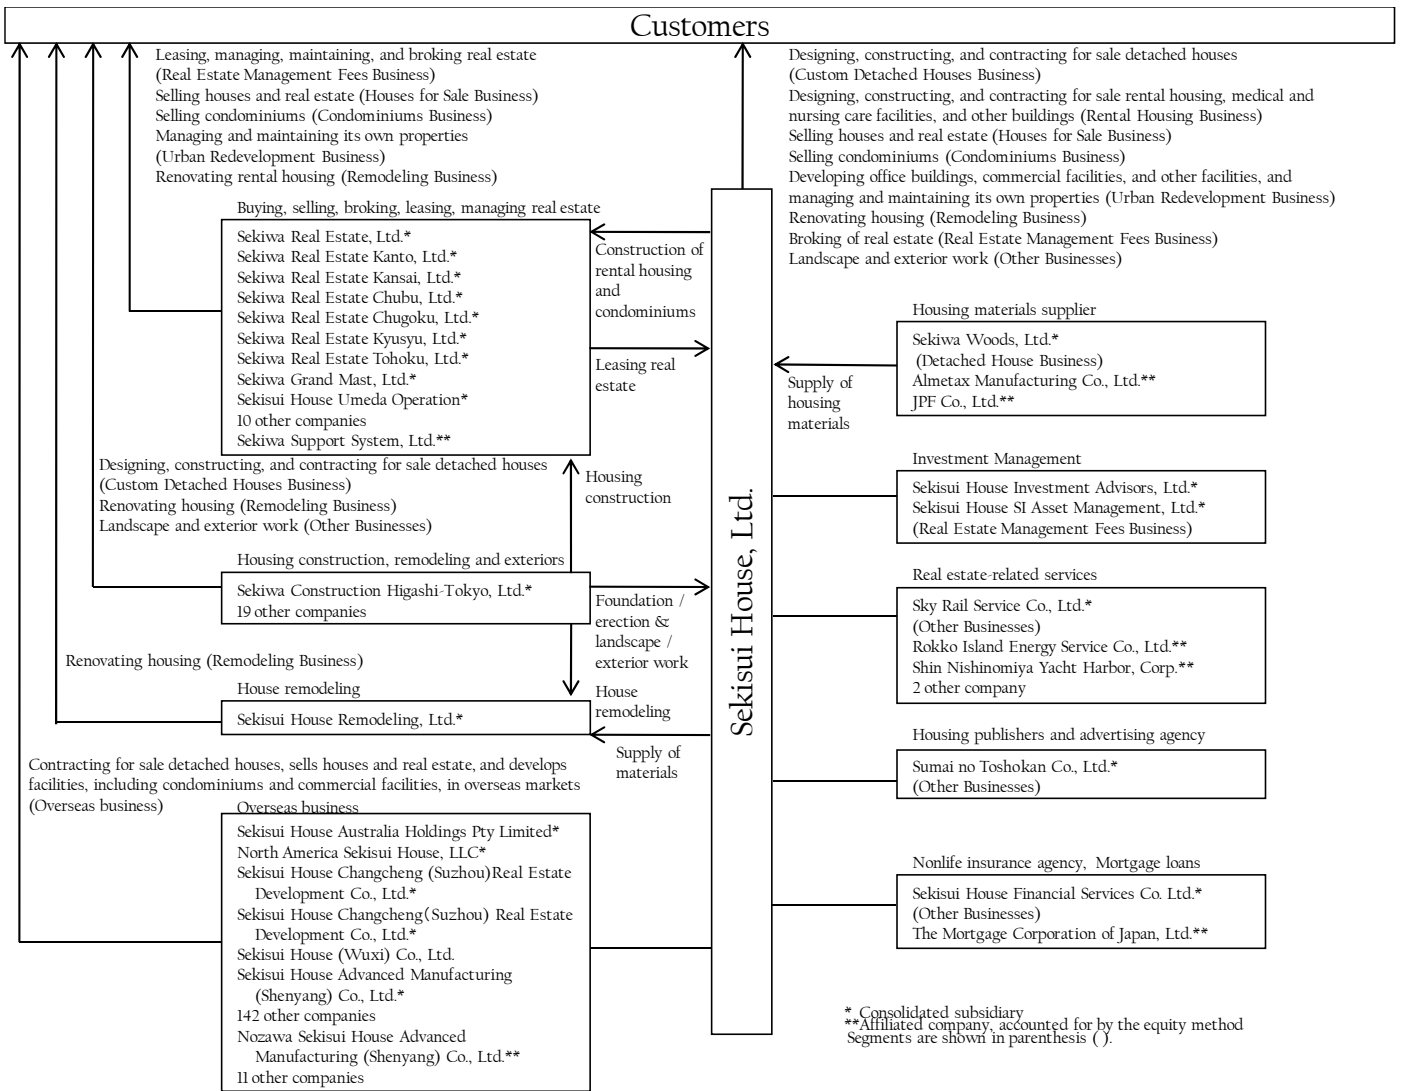 Customers
Leasing, managing, maintaining, and broking real estate
(Real Estate Management Fees Business)
Selling houses and real estate (Houses for Sale Business)
Selling condominiums (Condominiums Business)
Managing and maintaining its own properties
(Urban Redevelopment Business)
Renovating rental housing (Remodeling Business)
Designing, constructing, and contracting for sale detached houses
(Custom Detached Houses Business)
Designing, constructing, and contracting for sale rental housing, medical and
nursing care facilities, and other buildings (Rental Housing Business)
Selling houses and real estate (Houses for Sale Business)
Selling condominiums (Condominiums Business)
Developing office buildings, commercial facilities, and other facilities, and
managing and maintaining its own properties (Urban Redevelopment Business)
Renovating housing (Remodeling Business)
Broking of real estate (Real Estate Management Fees Business)
Landscape and exterior work (Other Businesses)
Buying, selling, broking, leasing, managing real estate
Sekiwa Real Estate, Ltd.*
Sekiwa Real Estate Kanto, Ltd.*
Sekiwa Real Estate Kansai, Ltd.*
Sekiwa Real Estate Chubu, Ltd.*
Sekiwa Real Estate Chugoku, Ltd.*
Sekiwa Real Estate Kyusyu, Ltd.*
Sekiwa Real Estate Tohoku, Ltd.*
Sekiwa Grand Mast, Ltd.*
Sekisui House Umeda Operation*
10 other companies
Sekiwa Support System, Ltd.**
Construction of
rental housing
and
condominiums
Leasing real
estate
Sekisui House, Ltd.
Housing materials supplier
Sekiwa Woods, Ltd.*
(Detached House Business)
Almetax Manufacturing Co., Ltd.**
JPF Co., Ltd.**
Supply of
housing
materials
Designing, constructing, and contracting for sale detached houses
(Custom Detached Houses Business)
Renovating housing (Remodeling Business)
Landscape and exterior work (Other Businesses)
Housing
construction
Investment Management
Sekisui House Investment Advisors, Ltd.*
Sekisui House SI Asset Management, Ltd.*
(Real Estate Management Fees Business)
Housing construction, remodeling and exteriors
Sekiwa Construction Higashi-Tokyo, Ltd.*
19 other companies
Foundation /
erection &
landscape /
exterior work
Real estate-related services
Sky Rail Service Co., Ltd.*
(Other Businesses)
Rokko Island Energy Service Co., Ltd.**
Shin Nishinomiya Yacht Harbor, Corp.**
2 other company
Renovating housing (Remodeling Business)
House remodeling
Sekisui House Remodeling, Ltd.*
House
remodeling
Supply of
materials
Housing publishers and advertising agency
Sumai no Toshokan Co., Ltd.*
(Other Businesses)
Contracting for sale detached houses, sells houses and real estate, and develops
facilities, including condominiums and commercial facilities, in overseas markets
(Overseas business)
Overseas business
Sekisui House Australia Holdings Pty Limited*
North America Sekisui House, LLC*
Sekisui House Changcheng (Suzhou)Real Estate
Development Co., Ltd.*
Sekisui House Changcheng(Suzhou) Real Estate
Development Co., Ltd.*
Sekisui House (Wuxi) Co., Ltd.
Sekisui House Advanced Manufacturing
(Shenyang) Co., Ltd.*
142 other companies
Nozawa Sekisui House Advanced
Manufacturing (Shenyang) Co., Ltd.**
11 other companies
Nonlife insurance agency, Mortgage loans
Sekisui House Financial Services Co. Ltd.*
(Other Businesses)
The Mortgage Corporation of Japan, Ltd.**
* Consolidated subsidiary
**Affiliated company, accounted for by the equity method
Segments are shown in parenthesis ( ).